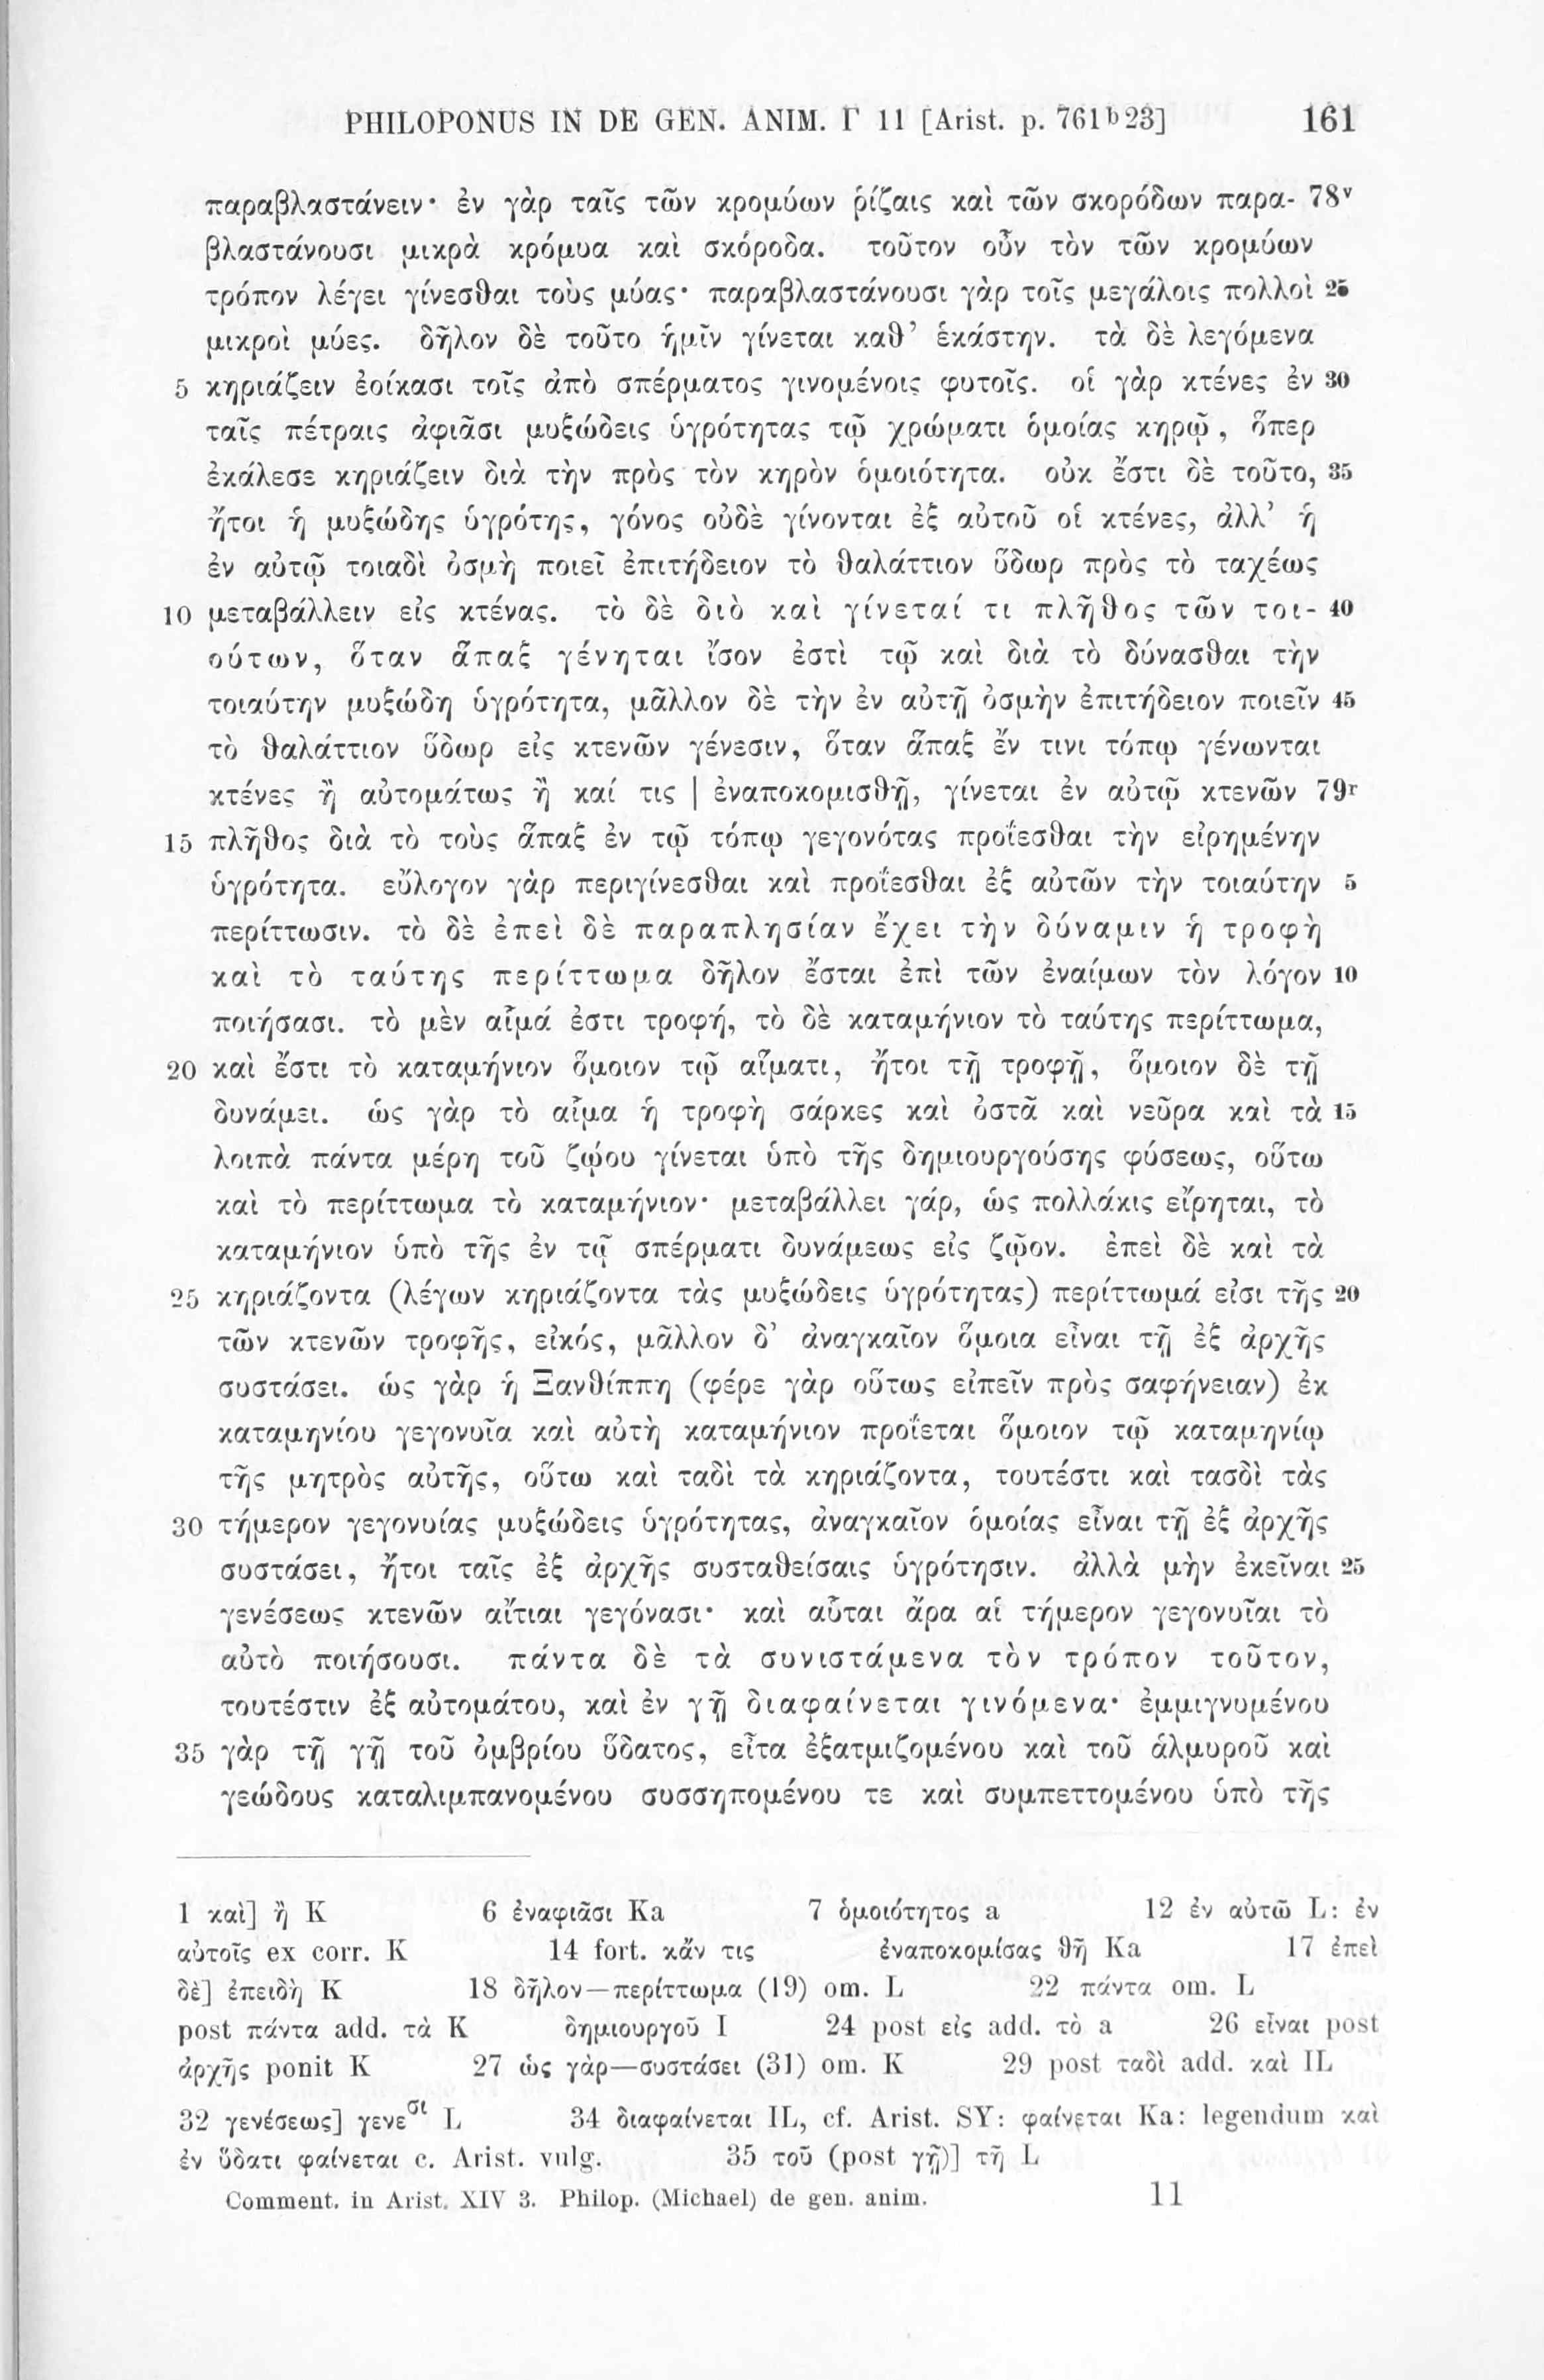 PHILOPONUS IN DE GEN. ANIM. Γ 11 [Arist. p. 761b23] 161
παραβλαστάνειν· ἐν γὰρ ταῖς τῶν κρομύων ῥίζαις καὶ τῶν σκορόδων παρα- 78v
βλαστάνουσι μικρὰ κρόμυα καὶ σκόροδα. τοῦτον οὖν τὸν τῶν κρομύων
τρόπον λέγει γίνεσθαι τοὺς μύας· παραβλαστάνουσι γὰρ τοῖς μεγάλοις πολλοὶ 25
μικροὶ μύες. δῆλον δὲ τοῦτο ἡμῖν γίνεται καθ’ ἑκάστην. τὰ δὲ λεγόμενα
5 κηριάζειν ἐοίκασι τοῖς ἀπὸ σπέρματος γινομένοις φυτοῖς. οἱ γὰρ κτένες ἐν 30
ταῖς πέτραις ἀφιᾶσι μυξώδεις ὑγρότητας τῷ χρώματι ὁμοίας κηρῷ, ὅπερ
ἐκάλεσε κηριάζειν διὰ τὴν πρὸς τὸν κηρὸν ὁμοιότητα. οὐκ ἔστι δὲ τοῦτο, 35
ἤτοι ἡ μυξώδης ὑγρότης, γόνος οὐδὲ γίνονται ἐξ αὐτοῦ οἱ κτένες, ἀλλ’ ἡ
ἐν αὐτῷ τοιαδὶ ὀσμὴ ποιεῖ ἐπιτήδειον τὸ θαλάττιον ὕδωρ πρὸς τὸ ταχέως
10 μεταβάλλειν εἰς κτένας. τὸ δὲ διὸ καὶ γίνεταί τι πλῆθος τῶν τοι- 40
ούτων, ὅταν ἅπαξ γένηται ἴσον ἐστὶ τῷ καὶ διὰ τὸ δύνασθαι τὴν
τοιαύτην μυξώδη ὑγρότητα, μᾶλλον δὲ τὴν ἐν αὐτῇ ὀσμὴν ἐπιτήδειον ποιεῖν 45
τὸ θαλάττιον ὕδωρ εἰς κτενῶν γένεσιν, ὅταν ἅπαξ ἔν τινι τόπῳ γένωνται
κτένες ἢ αὐτομάτως ἢ καί τις | ἐναποκομισθῇ, γίνεται ἐν αὐτῷ κτενῶν 79r
15 πλῆθος διὰ τὸ τοὺς ἅπαξ ἐν τῷ τόπῳ γεγονότας προΐεσθαι τὴν εἰρημένην
ὑγρότητα. εὔλογον γὰρ περιγίνεσθαι καὶ προΐεσθαι ἐξ αὐτῶν τὴν τοιαύτην 5
περίττωσιν. τὸ δὲ ἐπεὶ δὲ παραπλησίαν ἔχει τὴν δύναμιν ἡ τροφὴ
καὶ τὸ ταύτης περίττωμα δῆλον ἔσται ἐπὶ τῶν ἐναίμων τὸν λόγον 10
ποιήσασι. τὸ μὲν αἷμά ἐστι τροφή, τὸ δὲ καταμήνιον τὸ ταύτης περίττωμα,
20 καὶ ἔστι τὸ καταμήνιον ὅμοιον τῷ αἵματι, ἤτοι τῇ τροφῇ, ὅμοιον δὲ τῇ
δυνάμει. ὡς γὰρ τὸ αἷμα ἡ τροφὴ σάρκες καὶ ὀστᾶ καὶ νεῦρα καὶ τὰ 15
λοιπὰ πάντα μέρη τοῦ ζῴου γίνεται ὑπὸ τῆς δημιουργούσης φύσεως, οὕτω
καὶ τὸ περίττωμα τὸ καταμήνιον· μεταβάλλει γάρ, ὡς πολλάκις εἴρηται, τὸ
καταμήνιον ὑπὸ τῆς ἐν τῷ σπέρματι δυνάμεως εἰς ζῷον. ἐπεὶ δὲ καὶ τὰ
25 κηριάζοντα (λέγων κηριάζοντα τὰς μυξώδεις ὑγρότητας) περίττωμά εἰσι τῆς 20
τῶν κτενῶν τροφῆς, εἰκός, μᾶλλον δ’ ἀναγκαῖον ὅμοια εἶναι τῇ ἐξ ἀρχῆς
συστάσει. ὡς γὰρ ἡ Ξανθίππη (φέρε γὰρ οὕτως εἰπεῖν πρὸς σαφήνειαν) ἐκ
καταμηνίου γεγονυῖα καὶ αὐτὴ καταμήνιον προΐεται ὅμοιον τῷ καταμηνίῳ
τῆς μητρὸς αὐτῆς, οὕτω καὶ ταδὶ τὰ κηριάζοντα, τουτέστι καὶ τασδὶ τὰς
30 τήμερον γεγονυίας μυξώδεις ὑγρότητας, ἀναγκαῖον ὁμοίας εἶναι τῇ ἐξ ἀρχῆς
συστάσει, ἤτοι ταῖς ἐξ ἀρχῆς συσταθείσαις ὑγρότησιν. ἀλλὰ μὴν ἐκεῖναι 25
γενέσεως κτενῶν αἴτιαι γεγόνασι· καὶ αὗται ἄρα αἱ τήμερον γεγονυῖαι τὸ
αὐτὸ ποιήσουσι. πάντα δὲ τὰ συνιστάμενα τὸν τρόπον τοῦτον,
τουτέστιν ἐξ αὐτομάτου, καὶ ἐν γῇ διαφαίνεται γινόμενα· ἐμμιγνυμένου
35 γὰρ τῇ γῇ τοῦ ὀμβρίου ὕδατος, εἶτα ἐξατμιζομένου καὶ τοῦ ἁλμυροῦ καὶ
γεώδους καταλιμπανομένου συσσηπομένου τε καὶ συμπεττομένου ὑπὸ τῆς
1 καὶ] ἢ K 6 ἐναφιᾶσι Ka 7 ὁμοιότητος a 12 ἐν αὐτῶ L: ἐν
αὐτοῖς ex corr. K 14 fort. κἄν τις ἐναποκομίσας θῇ Ka 17 ἐπεὶ
δὲ] ἐπειδὴ K 18 δῆλον—περίττωμα (19) om. L 22 πάντα om. L
post πάντα add. τὰ K δημιουργοῦ I 24 post εἰς add. τὸ a 26 εἶναι post
ἀρχῆς ponit K 27 ὡς γὰρ—συστάσει (31) om. K 29 post ταδὶ add. καὶ IL
32 γενέσεως] γενεσι L 34 διαφαίνεται IL, cf. Arist. SY: φαίνεται Ka: legendum καὶ
ἐν ὕδατι φαίνεται c. Arist. vulg. 35 τοῦ (post γῇ)] τῇ L
Comment. in Arist. XIV 3. Philop. (Michael) de gen. anim. 11